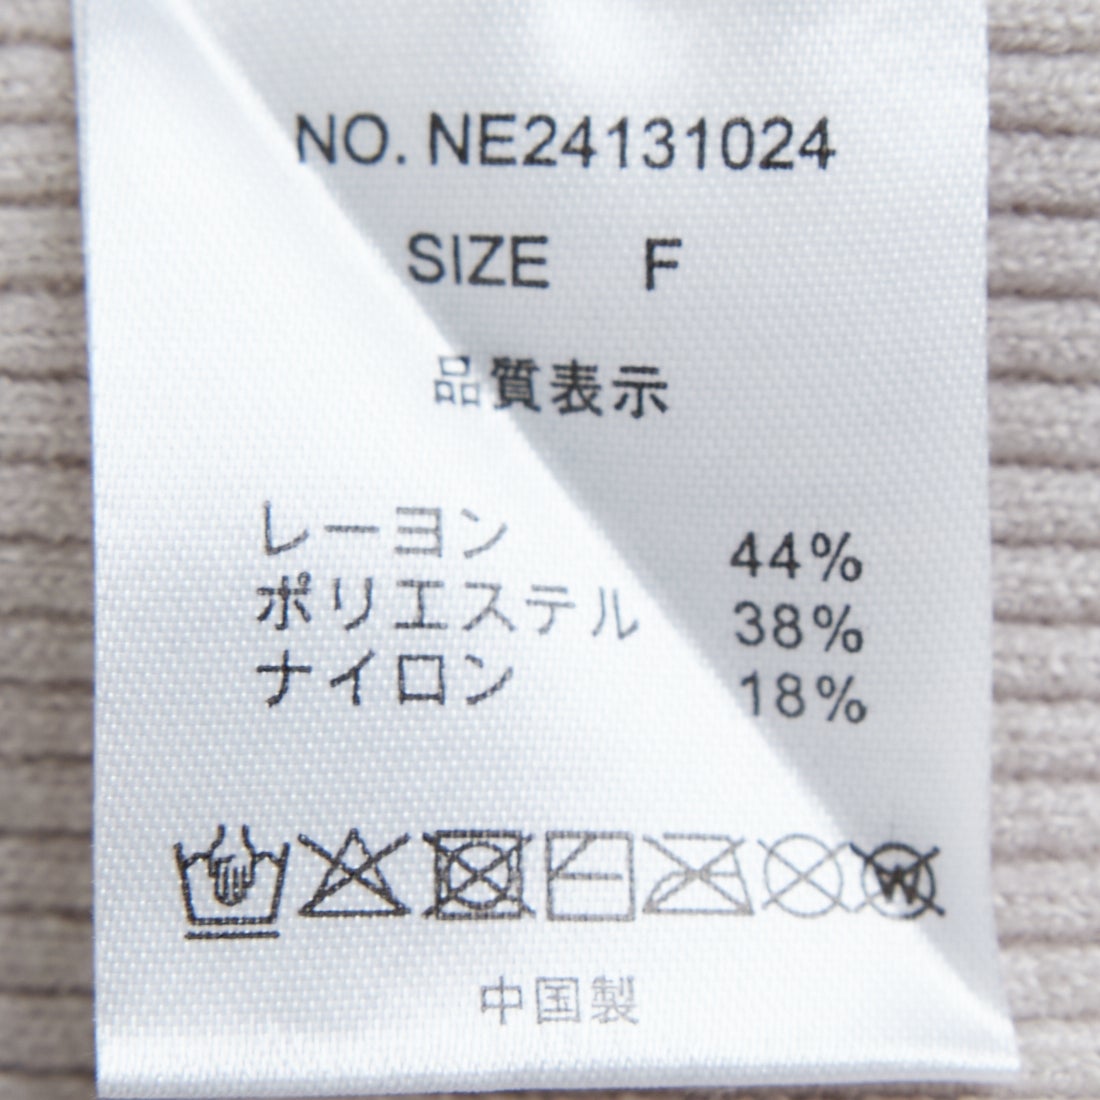 NO. NE24131024
SIZE F
品質表示
レーヨン 44%
ポリエステル 38%
ナイロン 18%
W
中国製